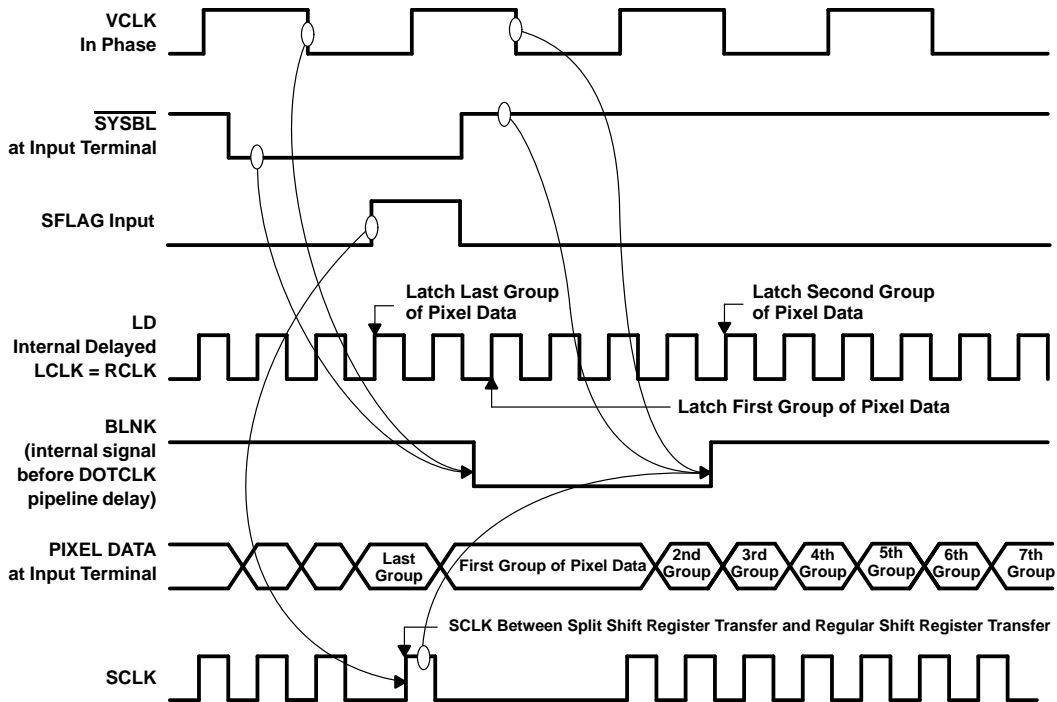 VCLK
In Phase
SYSBL
at Input Terminal
SFLAG Input
Latch Last Group
of Pixel Data
Latch Second Group
of Pixel Data
LD
Internal Delayed
LCLK = RCLK
Latch First Group of Pixel Data
BLNK
(internal signal
before DOTCLK
pipeline delay)
PIXEL DATA
at Input Terminal
Last
Group
First Group of Pixel Data
2nd
Group
3rd
Group
4th
Group
5th
Group
6th
Group
7th
Group
SCLK Between Split Shift Register Transfer and Regular Shift Register Transfer
SCLK